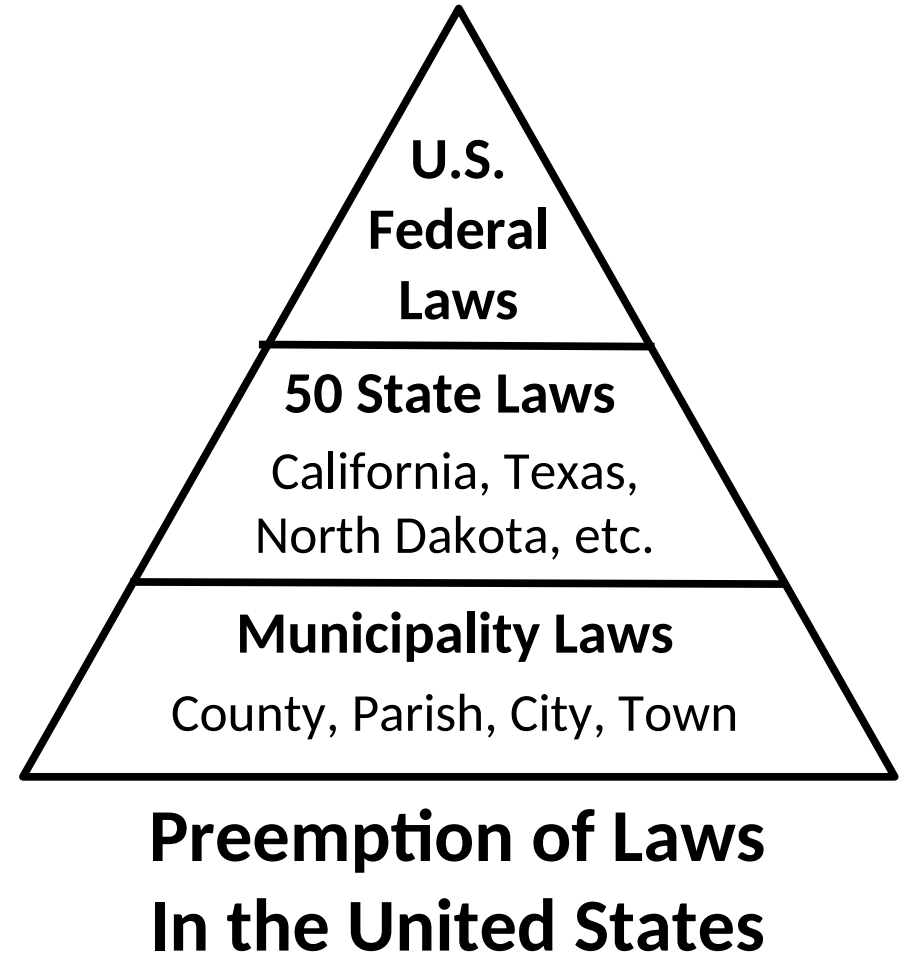 U.S.
Federal
Laws
50 State Laws
California, Texas,
North Dakota, etc.
Municipality Laws
County, Parish, City, Town
Preemption of Laws
In the United States